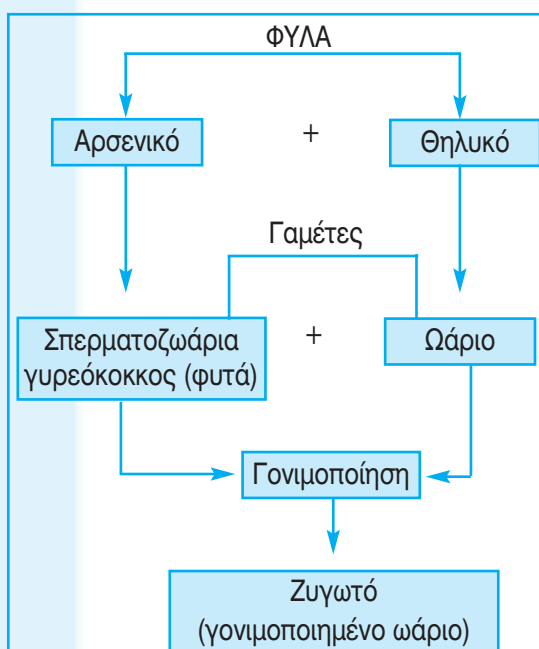 ΦΥΛΑ
Αρσενικό + Θηλυκό
Γαμέτες
Σπερματοζωάρια
γυρεόκοκκος (φυτά)
+
Ωάριο
Γονιμοποίηση
Ζυγωτό
(γονιμοποιημένο ωάριο)